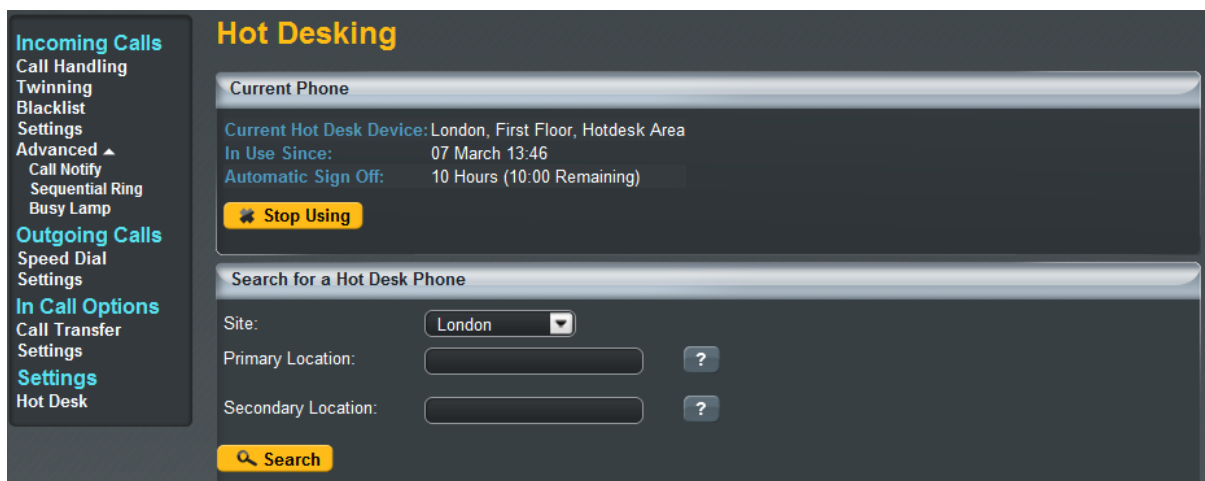 Incoming Calls
Call Handling
Twinning
Blacklist
Settings
Advanced
Call Notify
Sequential Ring
Busy Lamp
Outgoing Calls
Speed Dial
Settings
In Call Options
Call Transfer
Settings
Settings
Hot Desk
Hot Desking
Current Phone
Current Hot Desk Device: London, First Floor, Hotdesk Area
In Use Since: 07 March 13:46
Automatic Sign Off: 10 Hours (10:00 Remaining)
Stop Using
Search for a Hot Desk Phone
Site: London
Primary Location: ?
Secondary Location: ?
Search